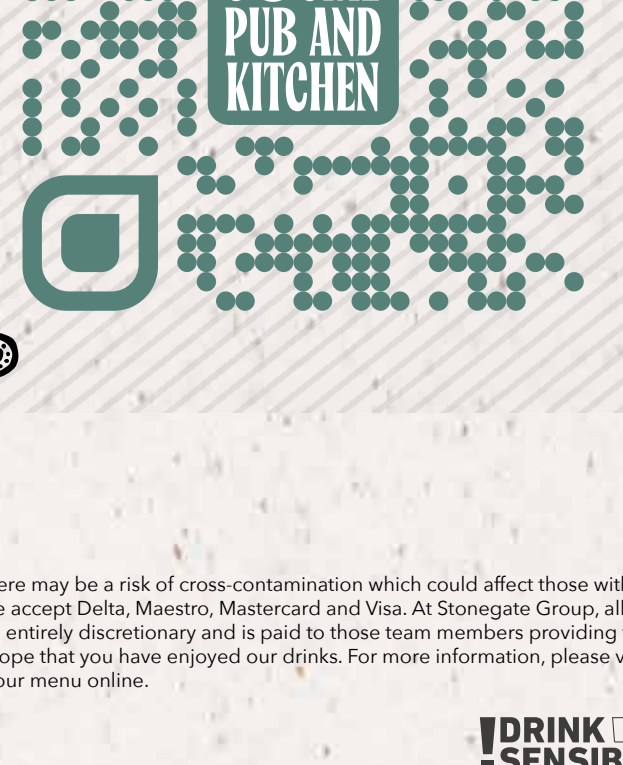 PUB AND
KITCHEN
ere may be a risk of cross-contamination which could affect those with
e accept Delta, Maestro, Mastercard and Visa. At Stonegate Group, all
entirely discretionary and is paid to those team members providing
ope that you have enjoyed our drinks. For more information, please v
our menu online.
DRINK
SENSIB